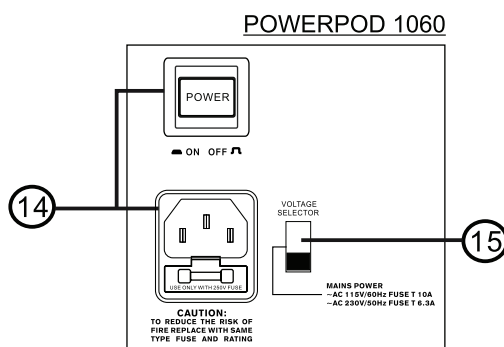 POWERPOD 1060
POWER
ON OFF
14
VOLTAGE
SELECTOR
15
USE ONLY WITH 250V FUSE
MAINS POWER
~AC 115V/60Hz FUSE T 10A
~AC 230V/50Hz FUSE T 6.3A
CAUTION:
TO REDUCE THE RISK OF
FIRE REPLACE WITH SAME
TYPE FUSE AND RATING